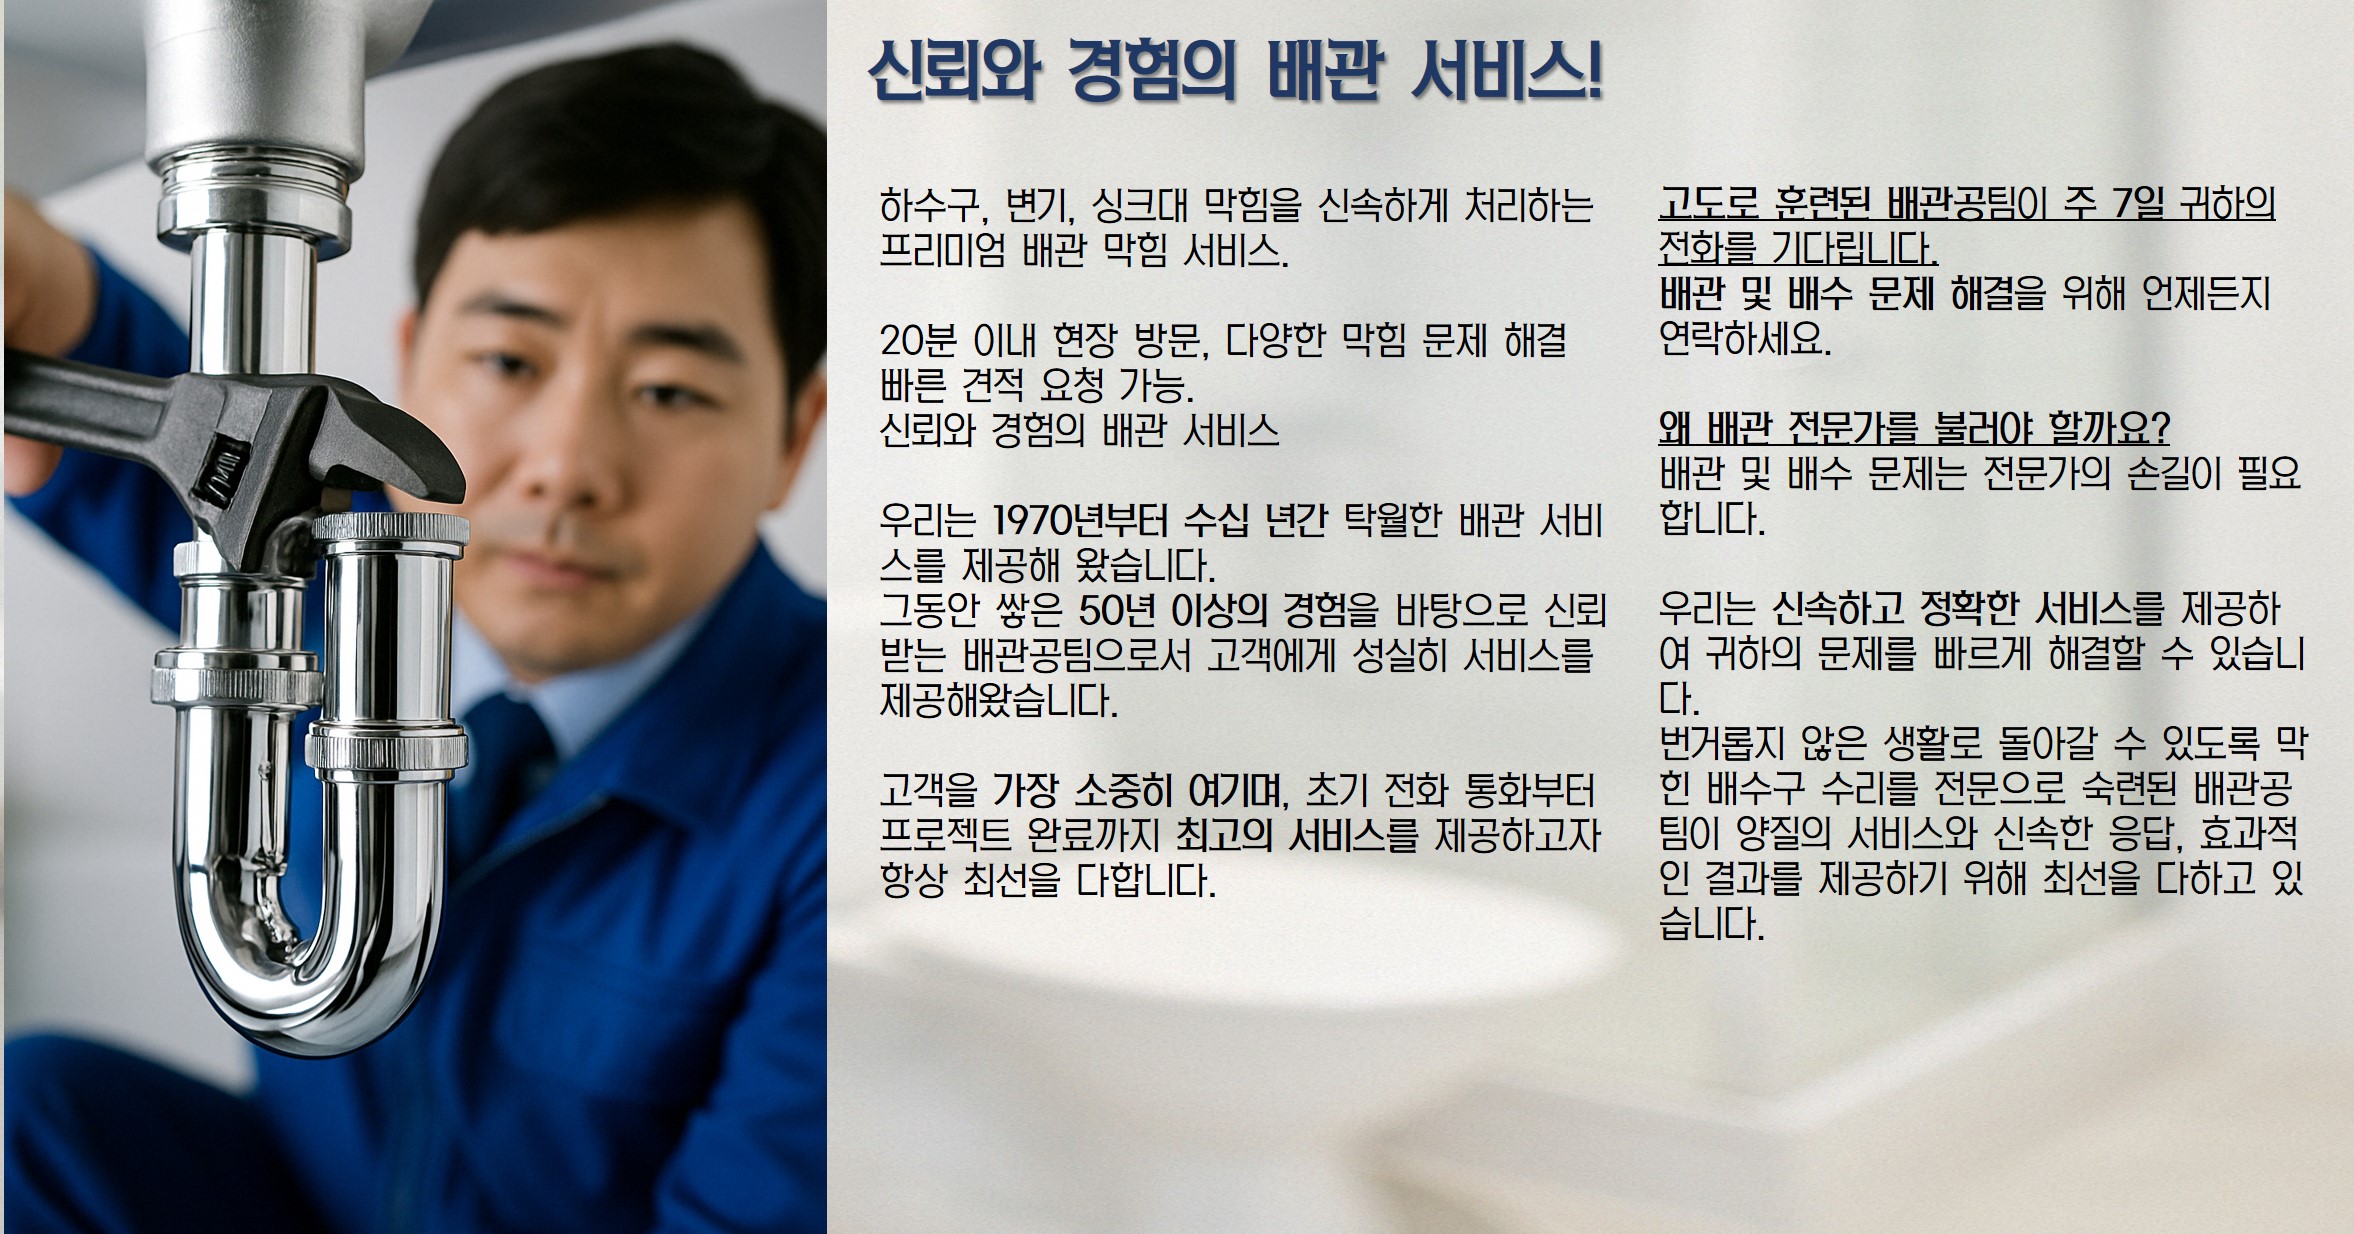 신뢰와 경험의 배관 서비스!
하수구, 변기, 싱크대 막힘을 신속하게 처리하는
프리미엄 배관 막힘 서비스.
20분 이내 현장 방문, 다양한 막힘 문제 해결
빠른 견적 요청 가능.
신뢰와 경험의 배관 서비스
우리는 1970년부터 수십 년간 탁월한 배관 서비
스를 제공해 왔습니다.
그동안 쌓은 50년 이상의 경험을 바탕으로 신뢰
받는 배관공팀으로서 고객에게 성실히 서비스를
제공해왔습니다.
고객을 가장 소중히 여기며, 초기 전화 통화부터
프로젝트 완료까지 최고의 서비스를 제공하고자
항상 최선을 다합니다.
고도로 훈련된 배관공팀이 주 7일 귀하의
전화를 기다립니다.
배관 및 배수 문제 해결을 위해 언제든지
연락하세요.
왜 배관 전문가를 불러야 할까요?
배관 및 배수 문제는 전문가의 손길이 필요
합니다.
우리는 신속하고 정확한 서비스를 제공하
여 귀하의 문제를 빠르게 해결할 수 있습니
다.
번거롭지 않은 생활로 돌아갈 수 있도록 막
힌 배수구 수리를 전문으로 숙련된 배관공
팀이 양질의 서비스와 신속한 응답, 효과적
인 결과를 제공하기 위해 최선을 다하고 있
습니다.